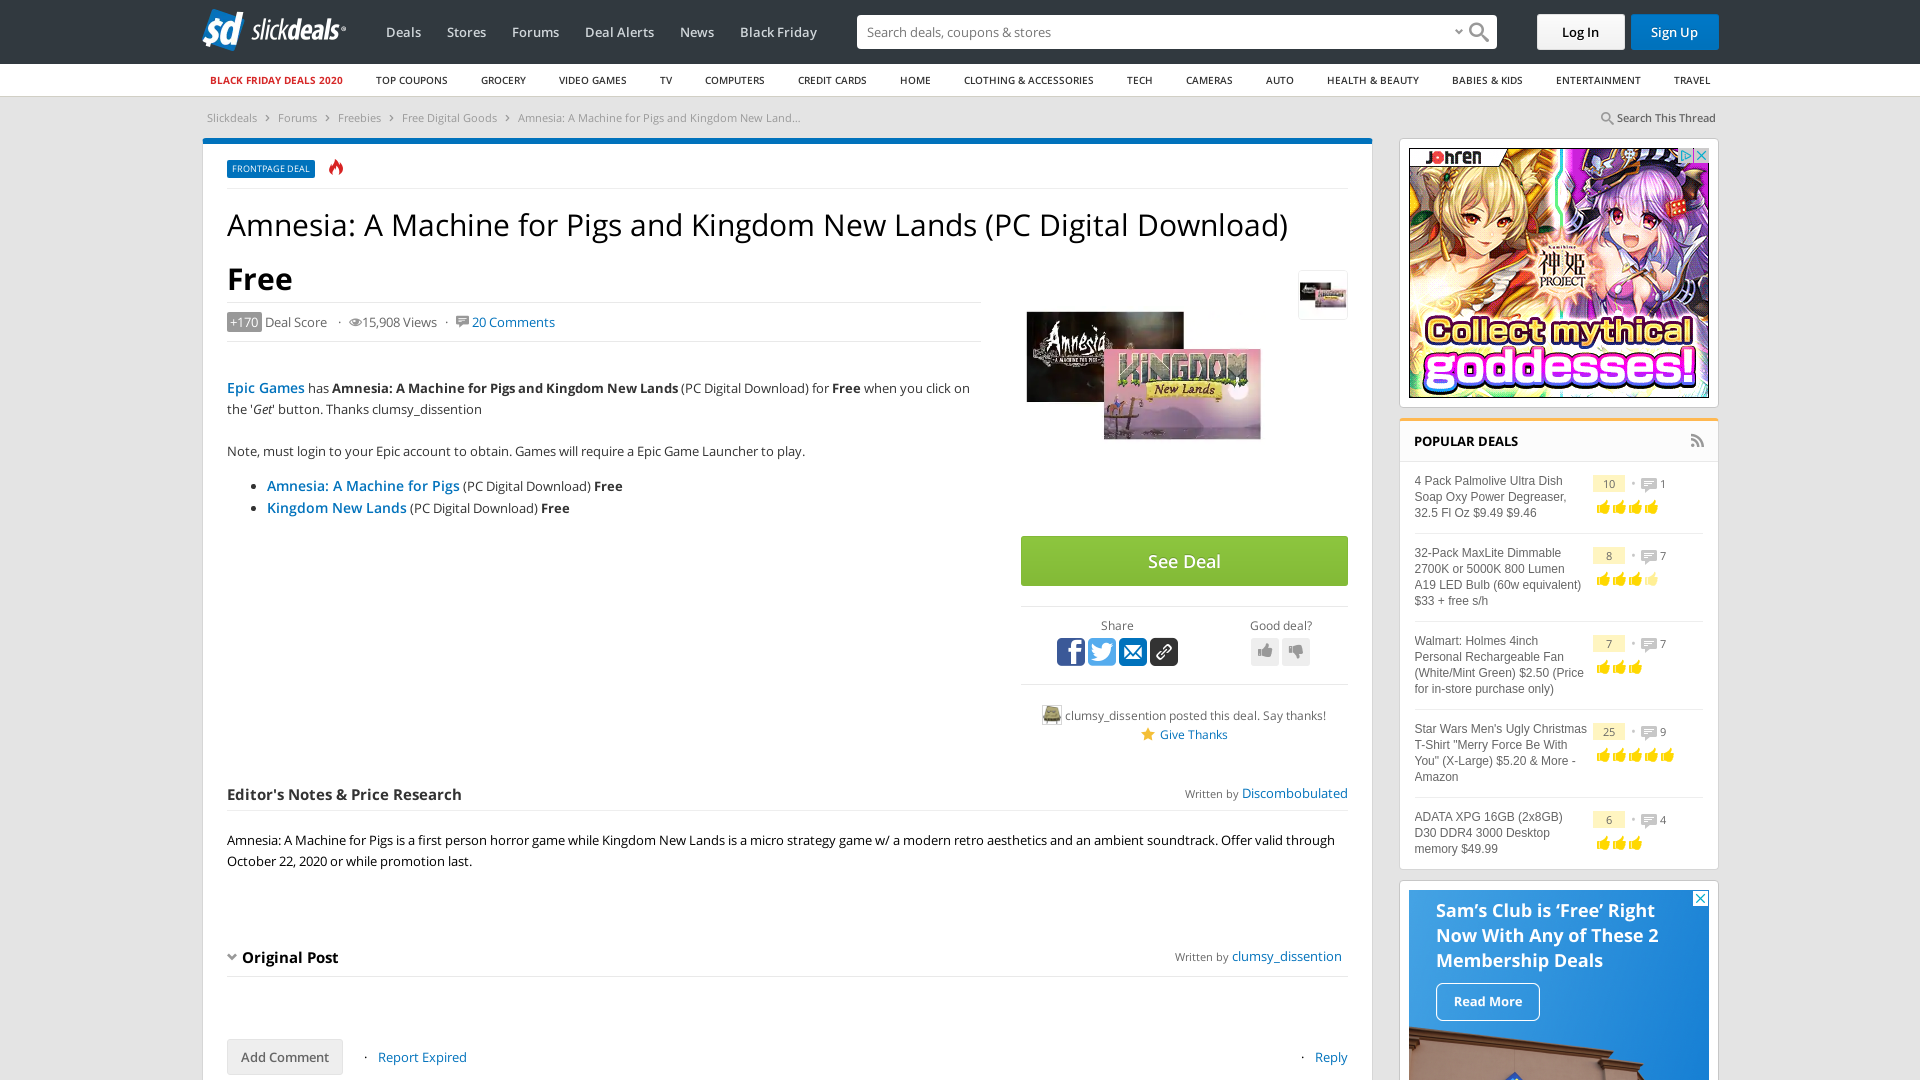 slickdeals
Deals
Stores
Forums
Deal Alerts
News
Black Friday
Search deals, coupons & shopping
Log In
Sign Up
BLACK FRIDAY DEALS 2020
TOP COUPONS
GROCERY
VIDEO GAMES
TV
COMPUTERS
CREDIT CARDS
HOME
CLOTHING & ACCESSORIES
TECH
CAMERAS
AUTO
HEALTH & BEAUTY
BABIES & KIDS
ENTERTAINMENT
TRAVEL
Slickdeals > Forums > Freebies > Free Digital Goods > Amnesia: A Machine for Pigs and Kingdom New Land...
Search This Thread
FRONTPAGE DEAL
Amnesia: A Machine for Pigs and Kingdom New Lands (PC Digital Download)
Free
+170 Deal Score · 15,908 Views · 20 Comments
Epic Games has Amnesia: A Machine for Pigs and Kingdom New Lands (PC Digital Download) for Free when you click on
the 'Get' button. Thanks clumsy_dissention
Note, must login to your Epic account to obtain. Games will require a Epic Game Launcher to play.
• Amnesia: A Machine for Pigs (PC Digital Download) Free
• Kingdom New Lands (PC Digital Download) Free
Amnesia
KINGDOM
New Lands
See Deal
Share
Good deal?
clumsy_dissention posted this deal. Say thanks!
Give Thanks
Editor's Notes & Price Research
Written by Discombobulated
Amnesia: A Machine for Pigs is a first person horror game while Kingdom New Lands is a micro strategy game w/ a modern retro aesthetics and an ambient soundtrack. Offer valid through
October 22, 2020 or while promotion last.
Original Post
Written by clumsy_dissention
Add Comment
· Report Expired
· Reply
JOHREN
神姫
PROJECT
Collect mythical
goddesses!
POPULAR DEALS
4 Pack Palmolive Ultra Dish
Soap Oxy Power Degreaser,
32.5 Fl Oz $9.49 $9.46
10 • 1
32-Pack MaxLite Dimmable
2700K or 5000K 800 Lumen
A19 LED Bulb (60w equivalent)
$33 + free s/h
8 • 7
Walmart: Holmes 4inch
Personal Rechargeable Fan
(White/Mint Green) $2.50 (Price
for in-store purchase only)
7 • 7
Star Wars Men's Ugly Christmas
T-Shirt "Merry Force Be With
You" (X-Large) $5.20 & More -
Amazon
25 • 9
ADATA XPG 16GB (2x8GB)
D30 DDR4 3000 Desktop
memory $49.99
6 • 4
Sam's Club is 'Free' Right
Now With Any of These 2
Membership Deals
Read More